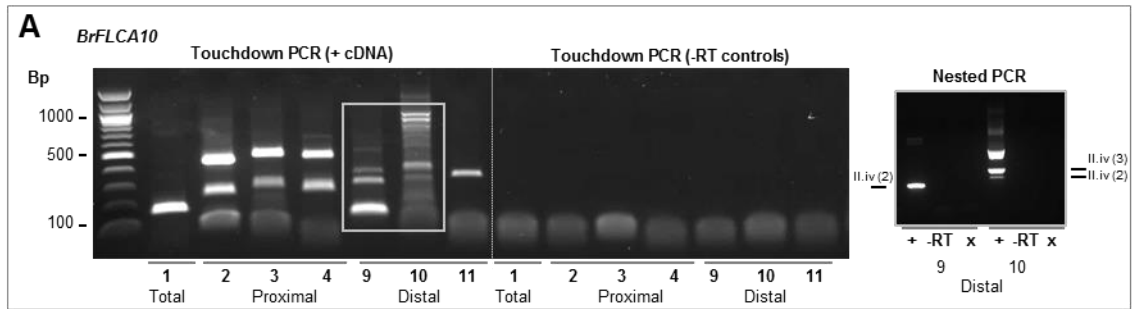 A
BrFLCA10
Touchdown PCR (+ cDNA)
Touchdown PCR (-RT controls)
Nested PCR
Bp
1000
500
100
1 2 3 4 9 10 11 1 2 3 4 9 10 11
Total Proximal Distal Total Proximal Distal
II.iv (2)
II.iv (3)
II.iv (2)
+ -RT x + -RT x
9 10
Distal